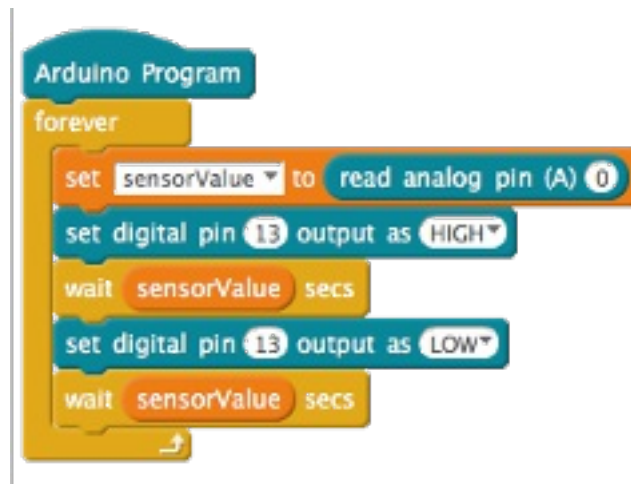 Arduino Program
forever
set sensorValue to read analog pin (A) 0
set digital pin 13 output as HIGH
wait sensorValue secs
set digital pin 13 output as LOW
wait sensorValue secs